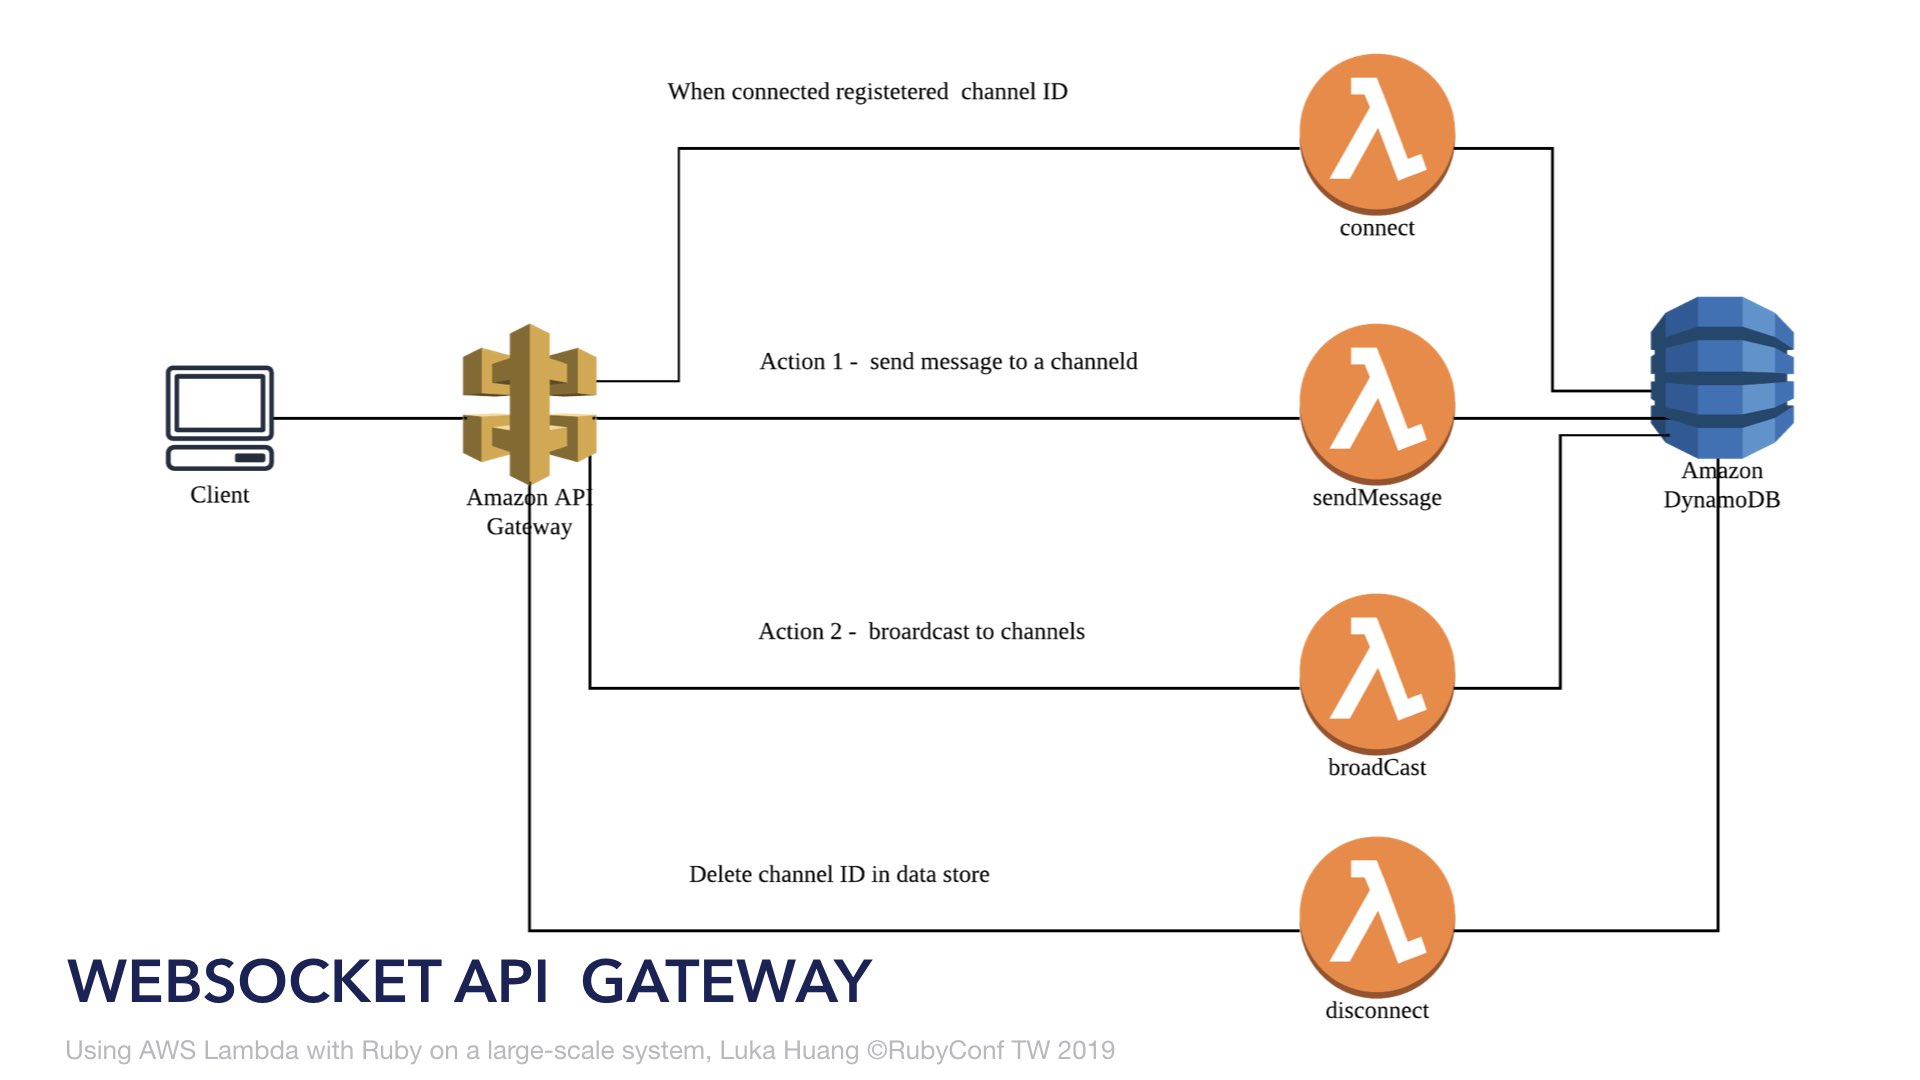 When connected registetered  channel ID
connect
Action 1 -  send message to a channeld
Client
Amazon API
Gateway
sendMessage
Amazon
DynamoDB
Action 2 -  broardcast to channels
broadCast
Delete channel ID in data store
disconnect
WEBSOCKET API  GATEWAY
Using AWS Lambda with Ruby on a large-scale system, Luka Huang ©RubyConf TW 2019